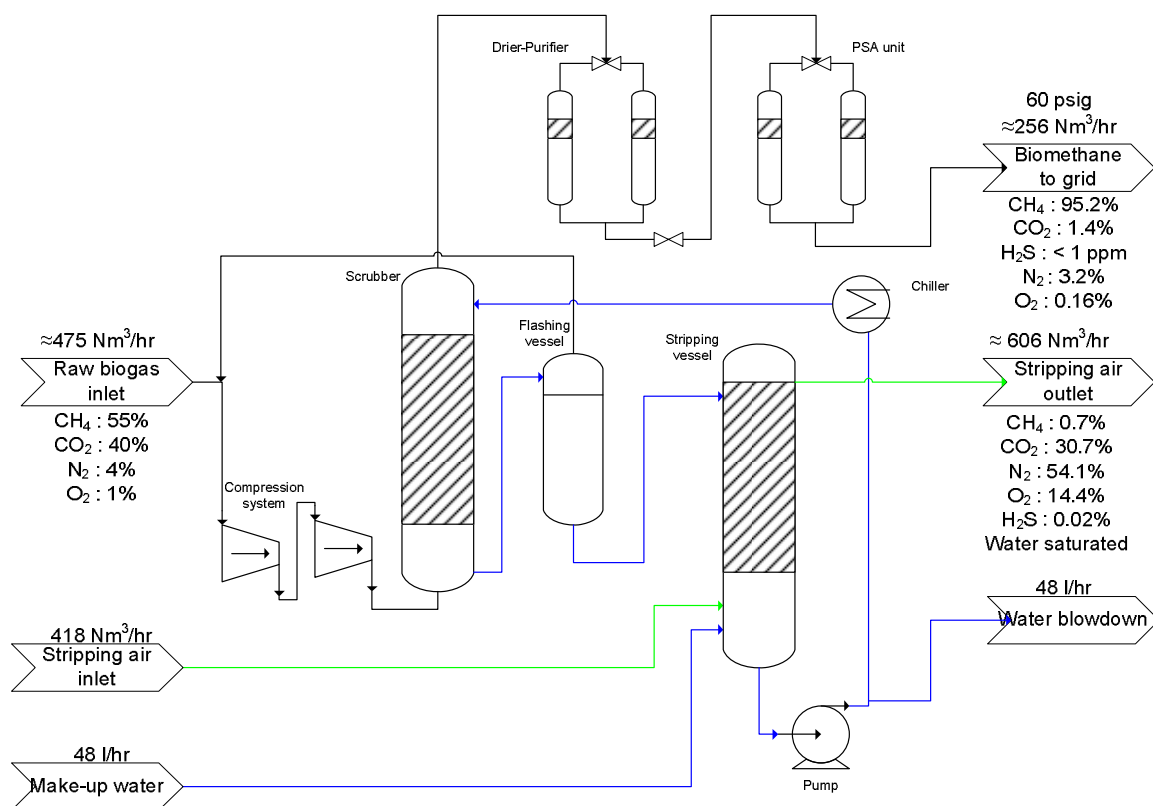 Drier-Purifier
PSA unit
60 psig
≈256 Nm³/hr
Biomethane
to grid
CH₄ : 95.2%
CO₂ : 1.4%
H₂S : < 1 ppm
N₂ : 3.2%
O₂ : 0.16%
Scrubber
Chiller
Flashing
vessel
Stripping
vessel
≈475 Nm³/hr
Raw biogas
inlet
CH₄ : 55%
CO₂ : 40%
N₂ : 4%
O₂ : 1%
≈ 606 Nm³/hr
Stripping air
outlet
CH₄ : 0.7%
CO₂ : 30.7%
N₂ : 54.1%
O₂ : 14.4%
H₂S : 0.02%
Water saturated
Compression
system
48 l/hr
Water blowdown
418 Nm³/hr
Stripping air
inlet
48 l/hr
Make-up water
Pump